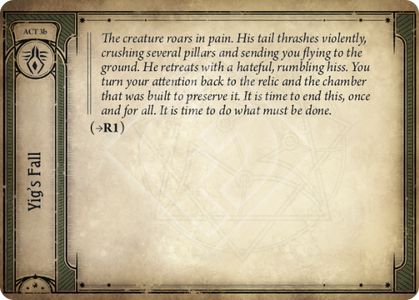 ACT 3b
Yig's Fall
The creature roars in pain. His tail thrashes violently,
crushing several pillars and sending you flying to the
ground. He retreats with a hateful, rumbling hiss. You
turn your attention back to the relic and the chamber
that was built to preserve it. It is time to end this, once
and for all. It is time to do what must be done.
(→R1)